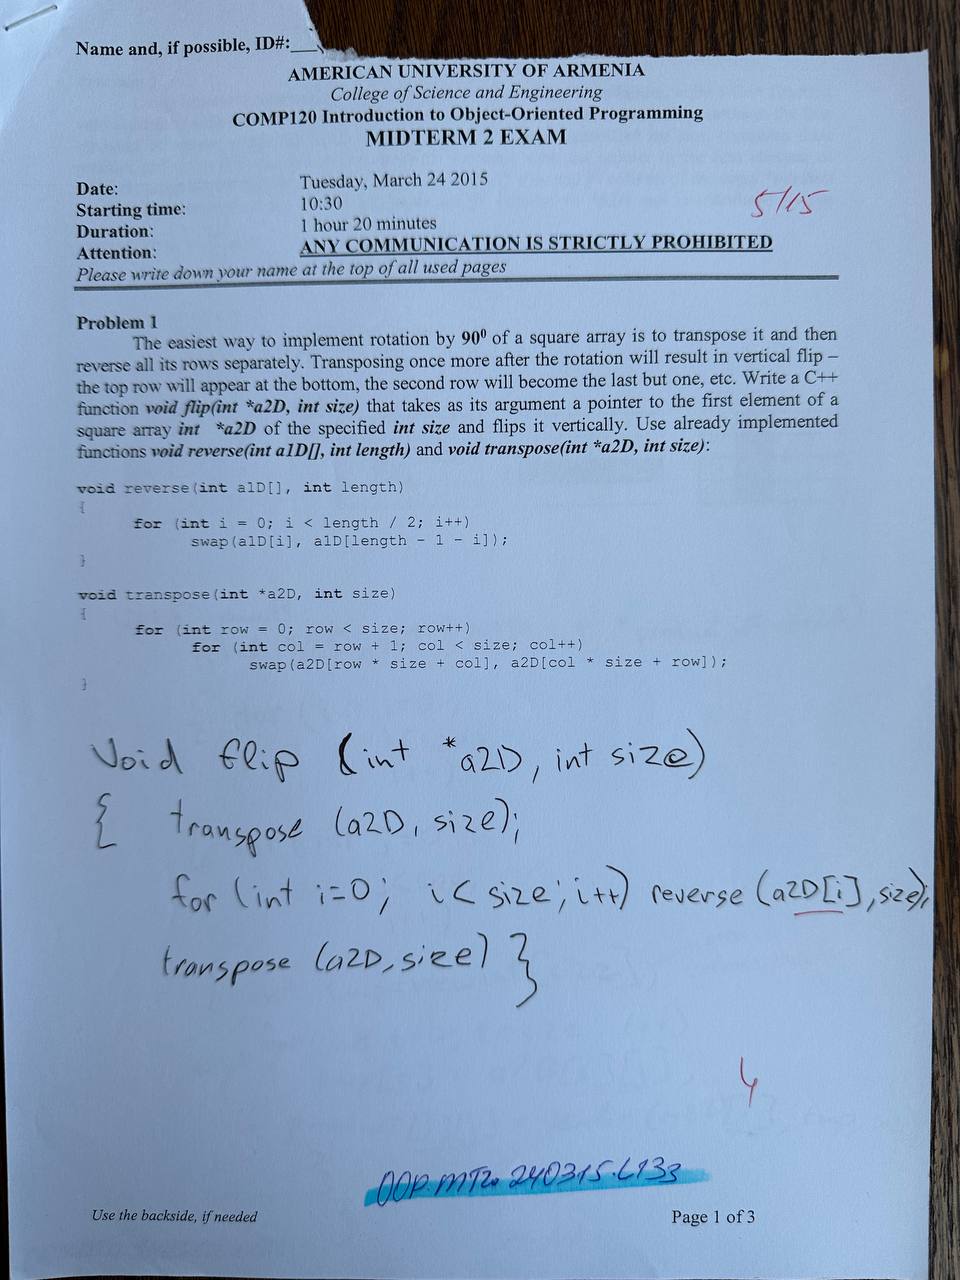 Name and, if possible, ID#:
AMERICAN UNIVERSITY OF ARMENIA
College of Science and Engineering
COMP120 Introduction to Object-Oriented Programming
MIDTERM 2 EXAM
Date: Tuesday, March 24 2015
Starting time: 10:30
Duration: 1 hour 20 minutes
Attention: ANY COMMUNICATION IS STRICTLY PROHIBITED
Please write down your name at the top of all used pages
5/15
Problem 1
The easiest way to implement rotation by 90⁰ of a square array is to transpose it and then
reverse all its rows separately. Transposing once more after the rotation will result in vertical flip –
the top row will appear at the bottom, the second row will become the last but one, etc. Write a C++
function void flip(int *a2D, int size) that takes as its argument a pointer to the first element of a
square array int *a2D of the specified int size and flips it vertically. Use already implemented
functions void reverse(int a1D[], int length) and void transpose(int *a2D, int size):
void reverse(int a1D[], int length)
{
for (int i = 0; i < length / 2; i++)
swap(a1D[i], a1D[length - 1 - i]);
}
void transpose(int *a2D, int size)
{
for (int row = 0; row < size; row++)
for (int col = row + 1; col < size; col++)
swap(a2D[row * size + col], a2D[col * size + row]);
}
Void flip (int *a2D, int size)
{ transpose (a2D, size);
for (int i=0; i < size; i++) reverse (a2D[i], size);
transpose (a2D, size) }
4
OOP.MT2.240315.L133
Use the backside, if needed
Page 1 of 3